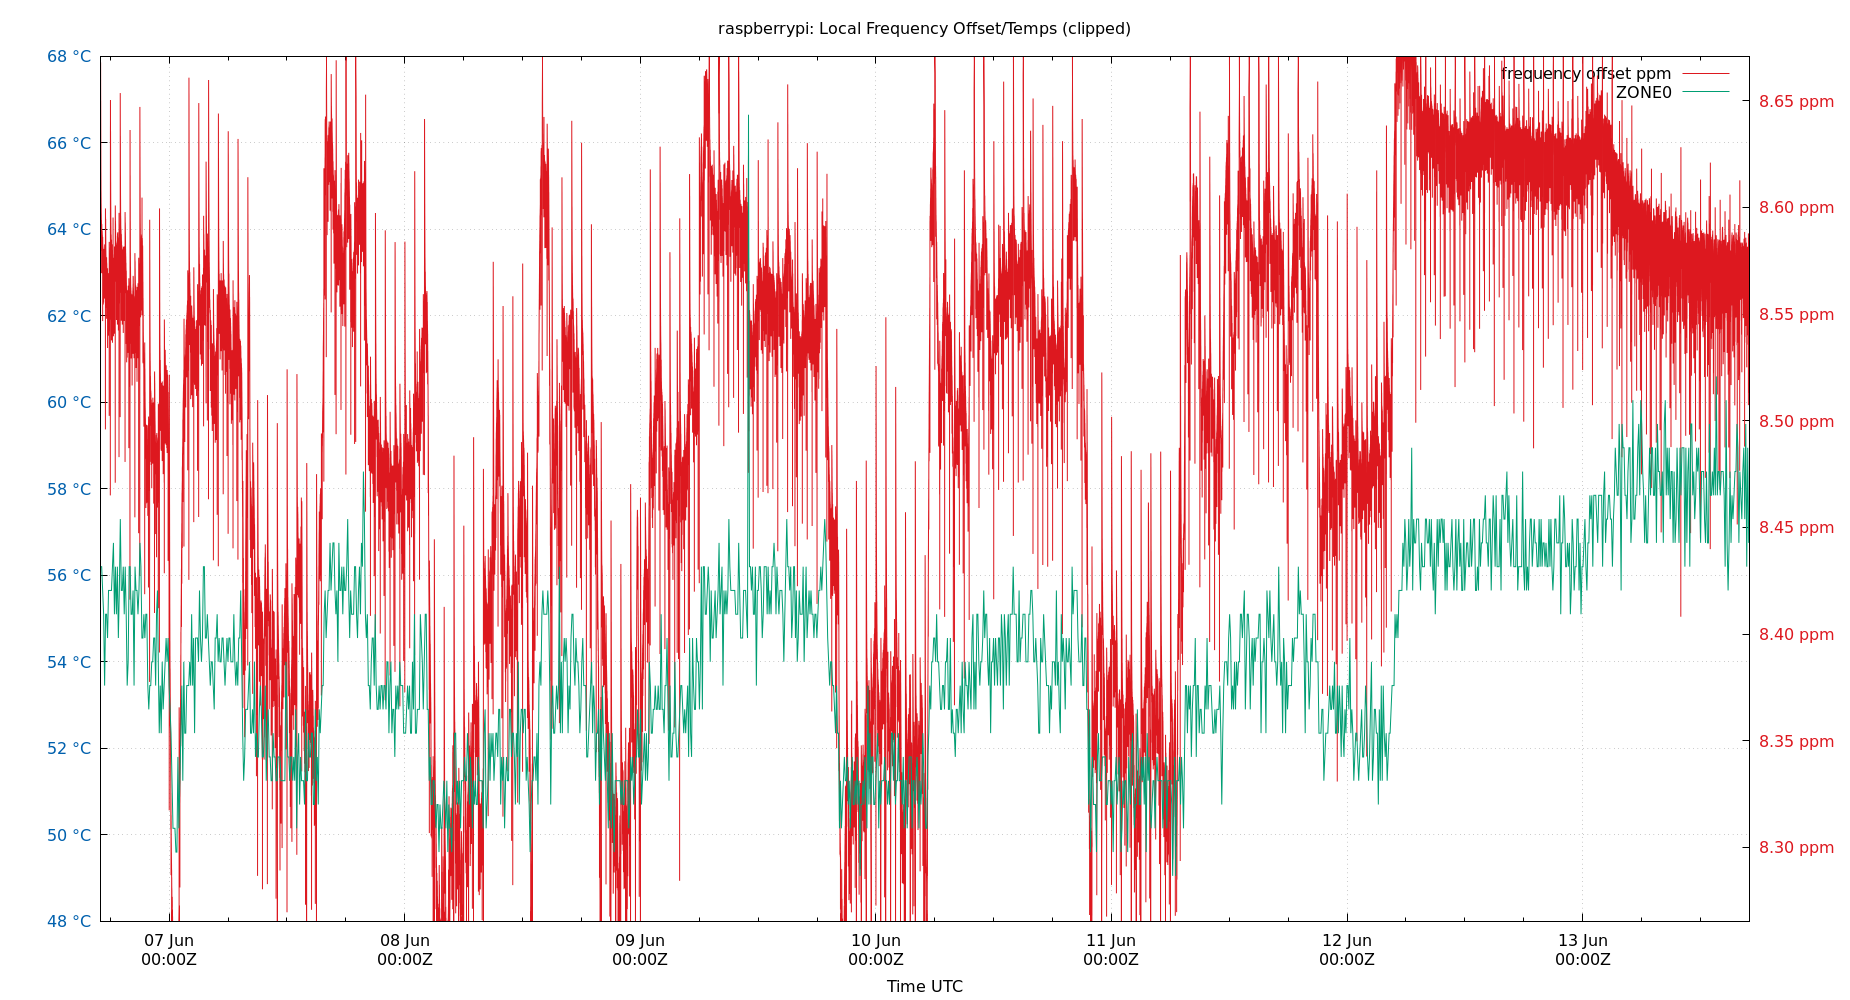 raspberrypi: Local Frequency Offset/Temps (clipped)
68 °C
66 °C
64 °C
62 °C
60 °C
58 °C
56 °C
54 °C
52 °C
50 °C
48 °C
frequency offset ppm
ZONE0
8.65 ppm
8.60 ppm
8.55 ppm
8.50 ppm
8.45 ppm
8.40 ppm
8.35 ppm
8.30 ppm
07 Jun 08 Jun 09 Jun 10 Jun 11 Jun 12 Jun 13 Jun
00:00Z 00:00Z 00:00Z 00:00Z 00:00Z 00:00Z 00:00Z
Time UTC